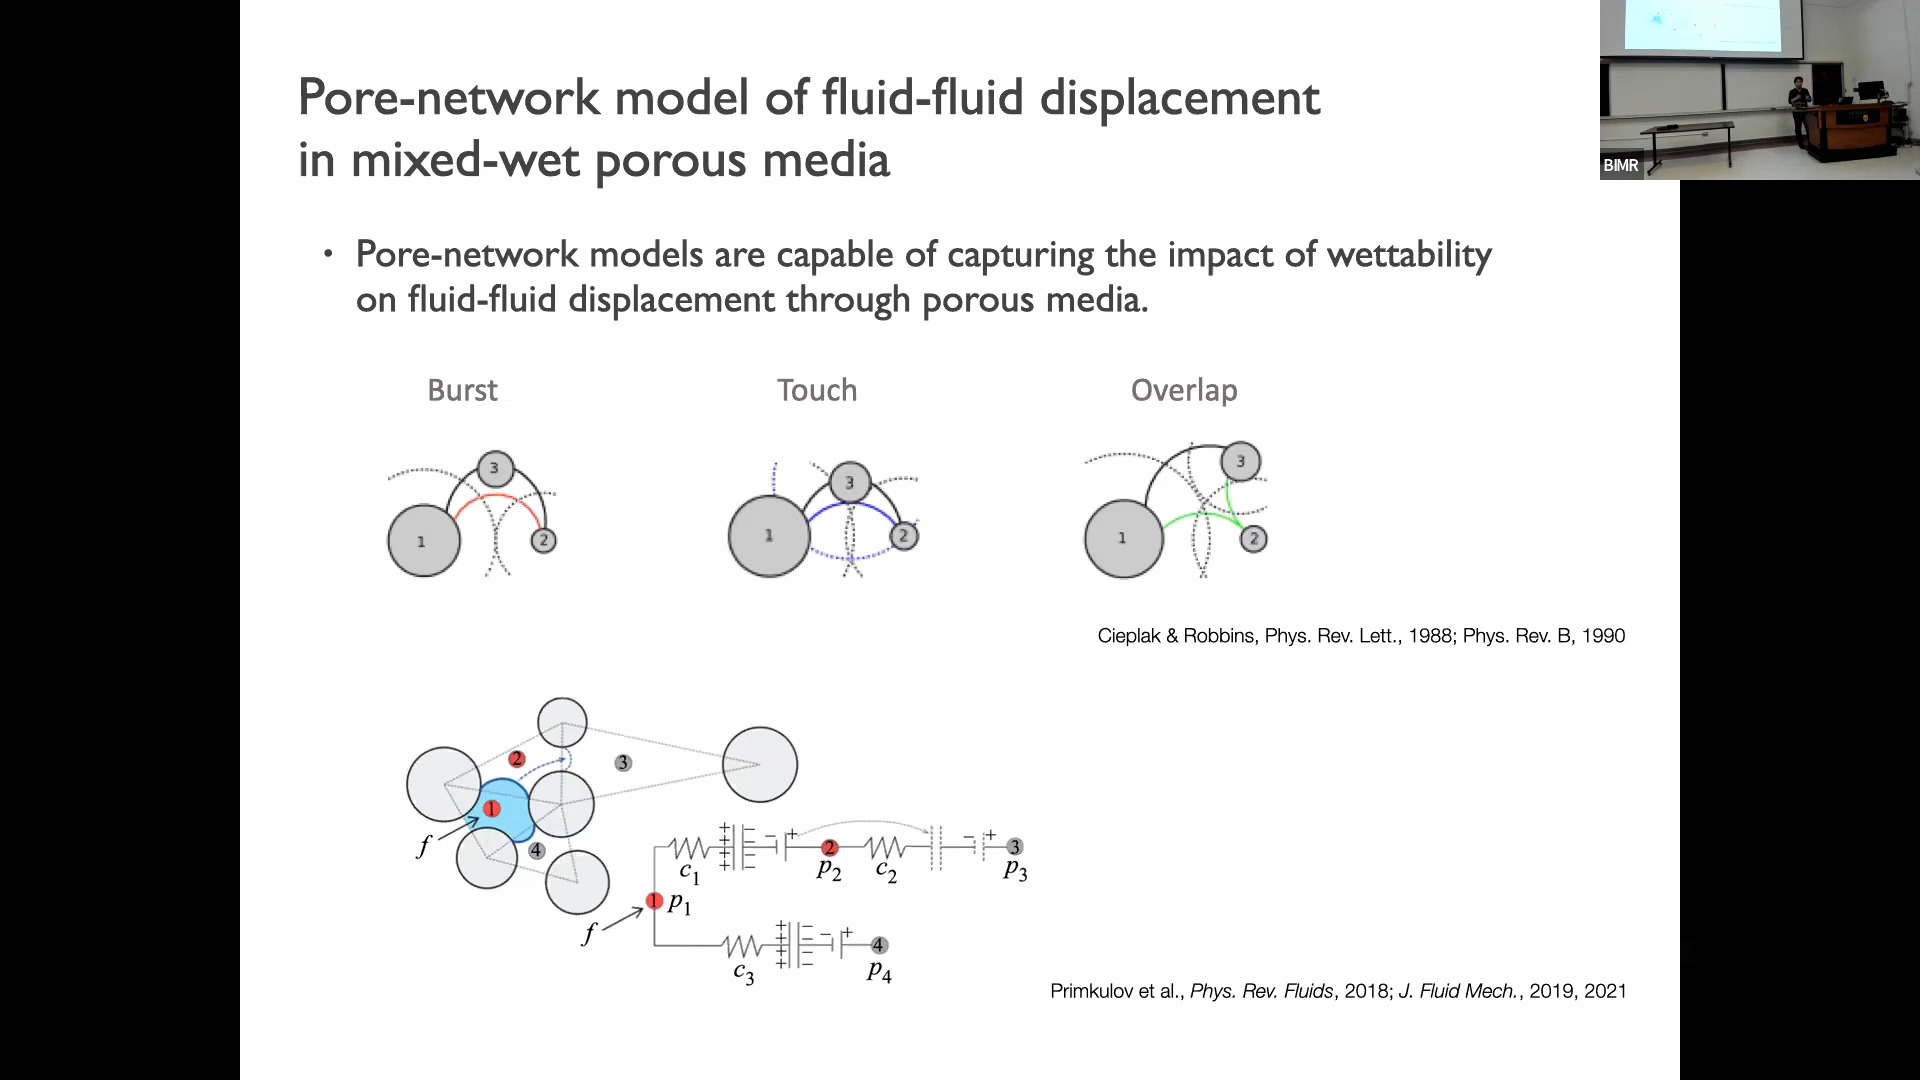 Pore-network model of fluid-fluid displacement
in mixed-wet porous media
BIMR
• Pore-network models are capable of capturing the impact of wettability
on fluid-fluid displacement through porous media.
Burst
Touch
Overlap
3
1
2
3
1
2
3
1
2
Cieplak & Robbins, Phys. Rev. Lett., 1988; Phys. Rev. B, 1990
2
3
1
f
4
c1
2
p2
c2
3
p3
1
p1
f
c3
4
p4
Primkulov et al., Phys. Rev. Fluids, 2018; J. Fluid Mech., 2019, 2021